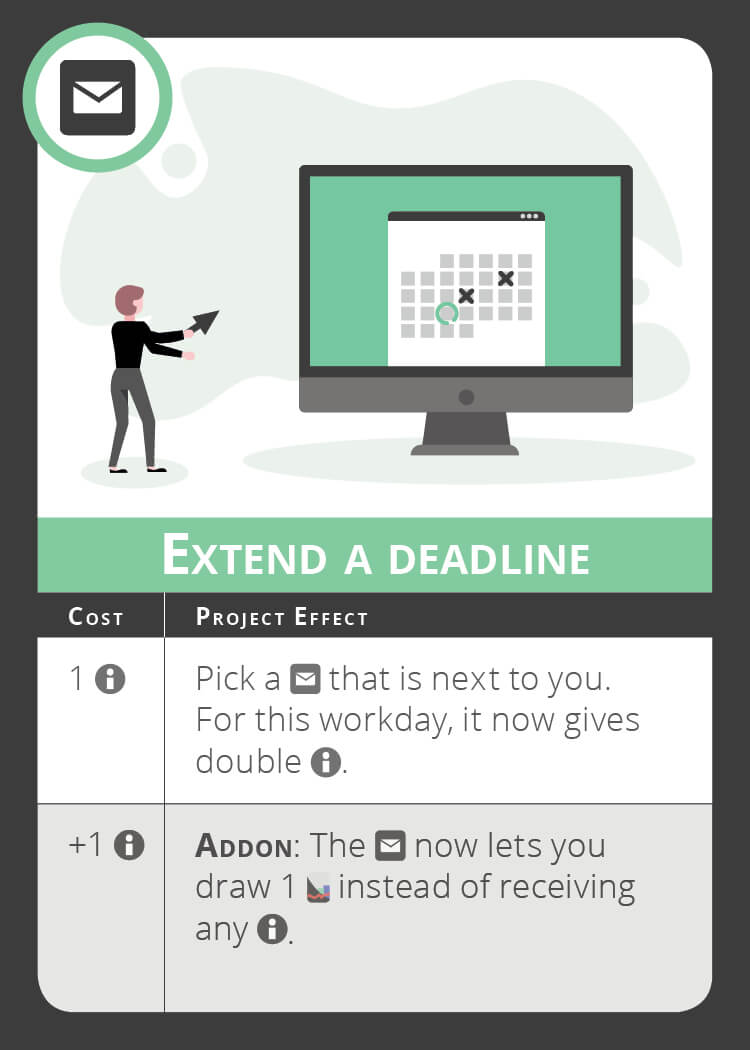 Extend a deadline
Cost
Project Effect
1
Pick a that is next to you.
For this workday, it now gives
double .
+1
Addon: The now lets you
draw 1 instead of receiving
any .